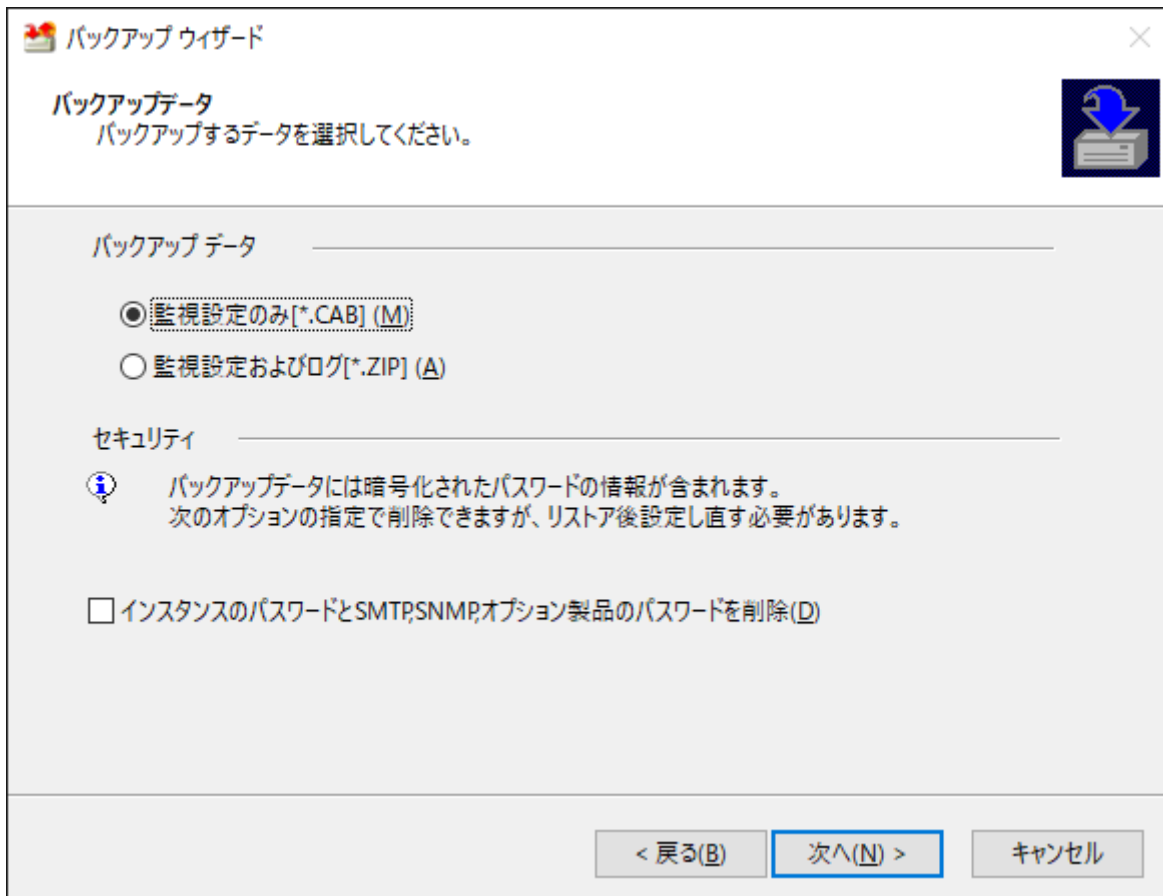 バックアップ ウィザード
バックアップデータ
バックアップするデータを選択してください。
バックアップ データ
監視設定のみ[*.CAB] (M)
監視設定およびログ[*.ZIP] (A)
セキュリティ
バックアップデータには暗号化されたパスワードの情報が含まれます。
次のオプションの指定で削除できますが、リストア後設定し直す必要があります。
インスタンスのパスワードとSMTP,SNMP,オプション製品のパスワードを削除(D)
< 戻る(B)
次へ(N) >
キャンセル